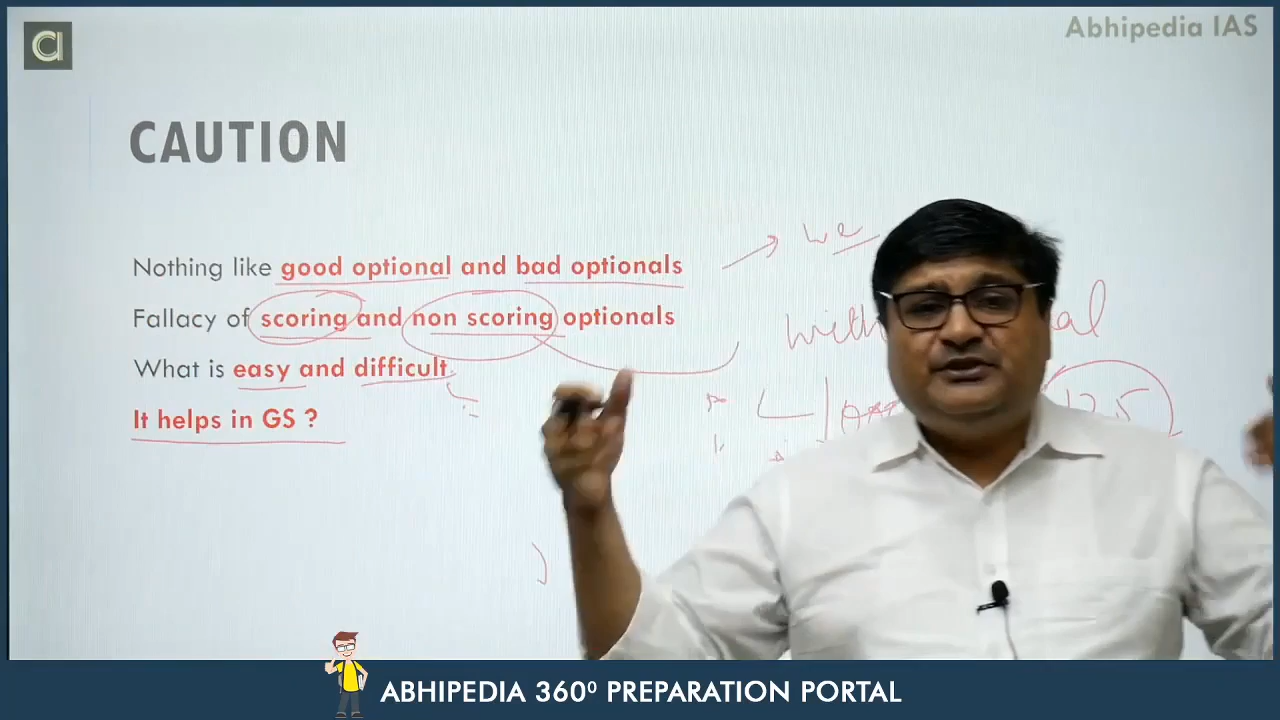 Abhipedia IAS
CAUTION
Nothing like good optional and bad optionals
we
Fallacy of scoring and non scoring optionals
What is easy and difficult
It helps in GS ?
ABHIPEDIA 360⁰ PREPARATION PORTAL